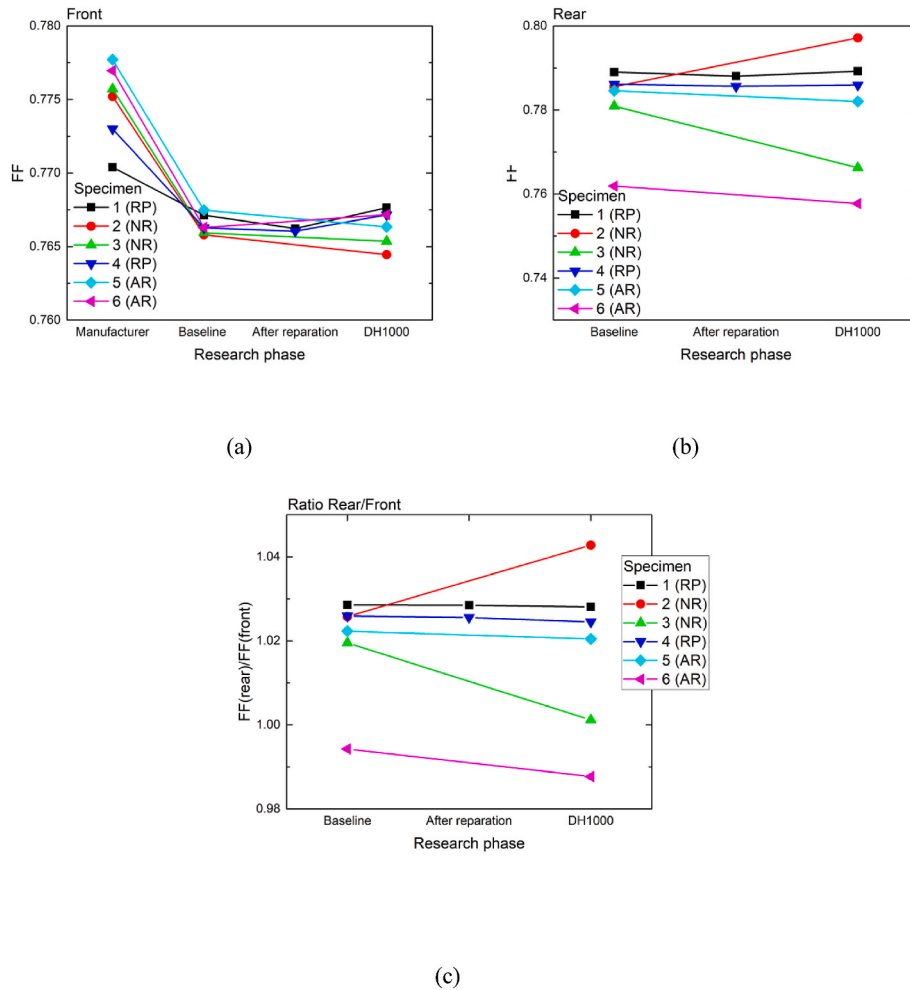 Front
0.780
0.775
0.770
0.765
0.760
FF
Specimen
1 (RP)
2 (NR)
3 (NR)
4 (RP)
5 (AR)
6 (AR)
Manufacturer Baseline After reparation DH1000
Research phase
(a)
Rear
0.80
0.78
0.76
0.74
FF
Specimen
1 (RP)
2 (NR)
3 (NR)
4 (RP)
5 (AR)
6 (AR)
Baseline After reparation DH1000
Research phase
(b)
Ratio Rear/Front
1.04
1.02
1.00
0.98
FF(rear)/FF(front)
Specimen
1 (RP)
2 (NR)
3 (NR)
4 (RP)
5 (AR)
6 (AR)
Baseline After reparation DH1000
Research phase
(c)